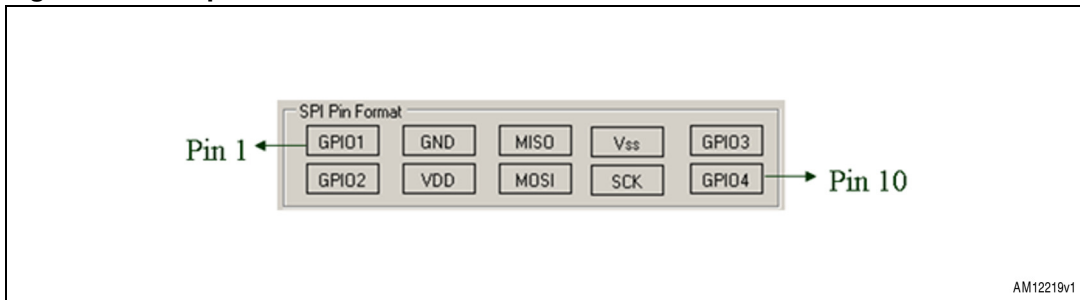 SPI Pin Format
Pin 1 GPIO1 GND MISO Vss GPIO3
GPIO2 VDD MOSI SCK GPIO4 Pin 10
AM12219v1